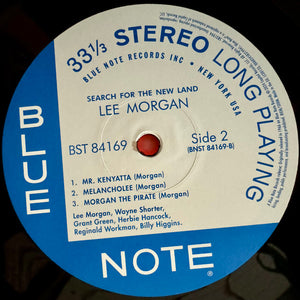 33 1/3 STEREO LONG PLAYING
BLUE NOTE RECORDS INC • NEW YORK USA
SEARCH FOR THE NEW LAND
LEE MORGAN
BST 84169
Side 2
(BNST 84169-B)
1. MR. KENYATTA (Morgan)
2. MELANCHOLEE (Morgan)
3. MORGAN THE PIRATE (Morgan)
Lee Morgan, Wayne Shorter,
Grant Green, Herbie Hancock,
Reginald Workman, Billy Higgins.
BLUE
NOTE®